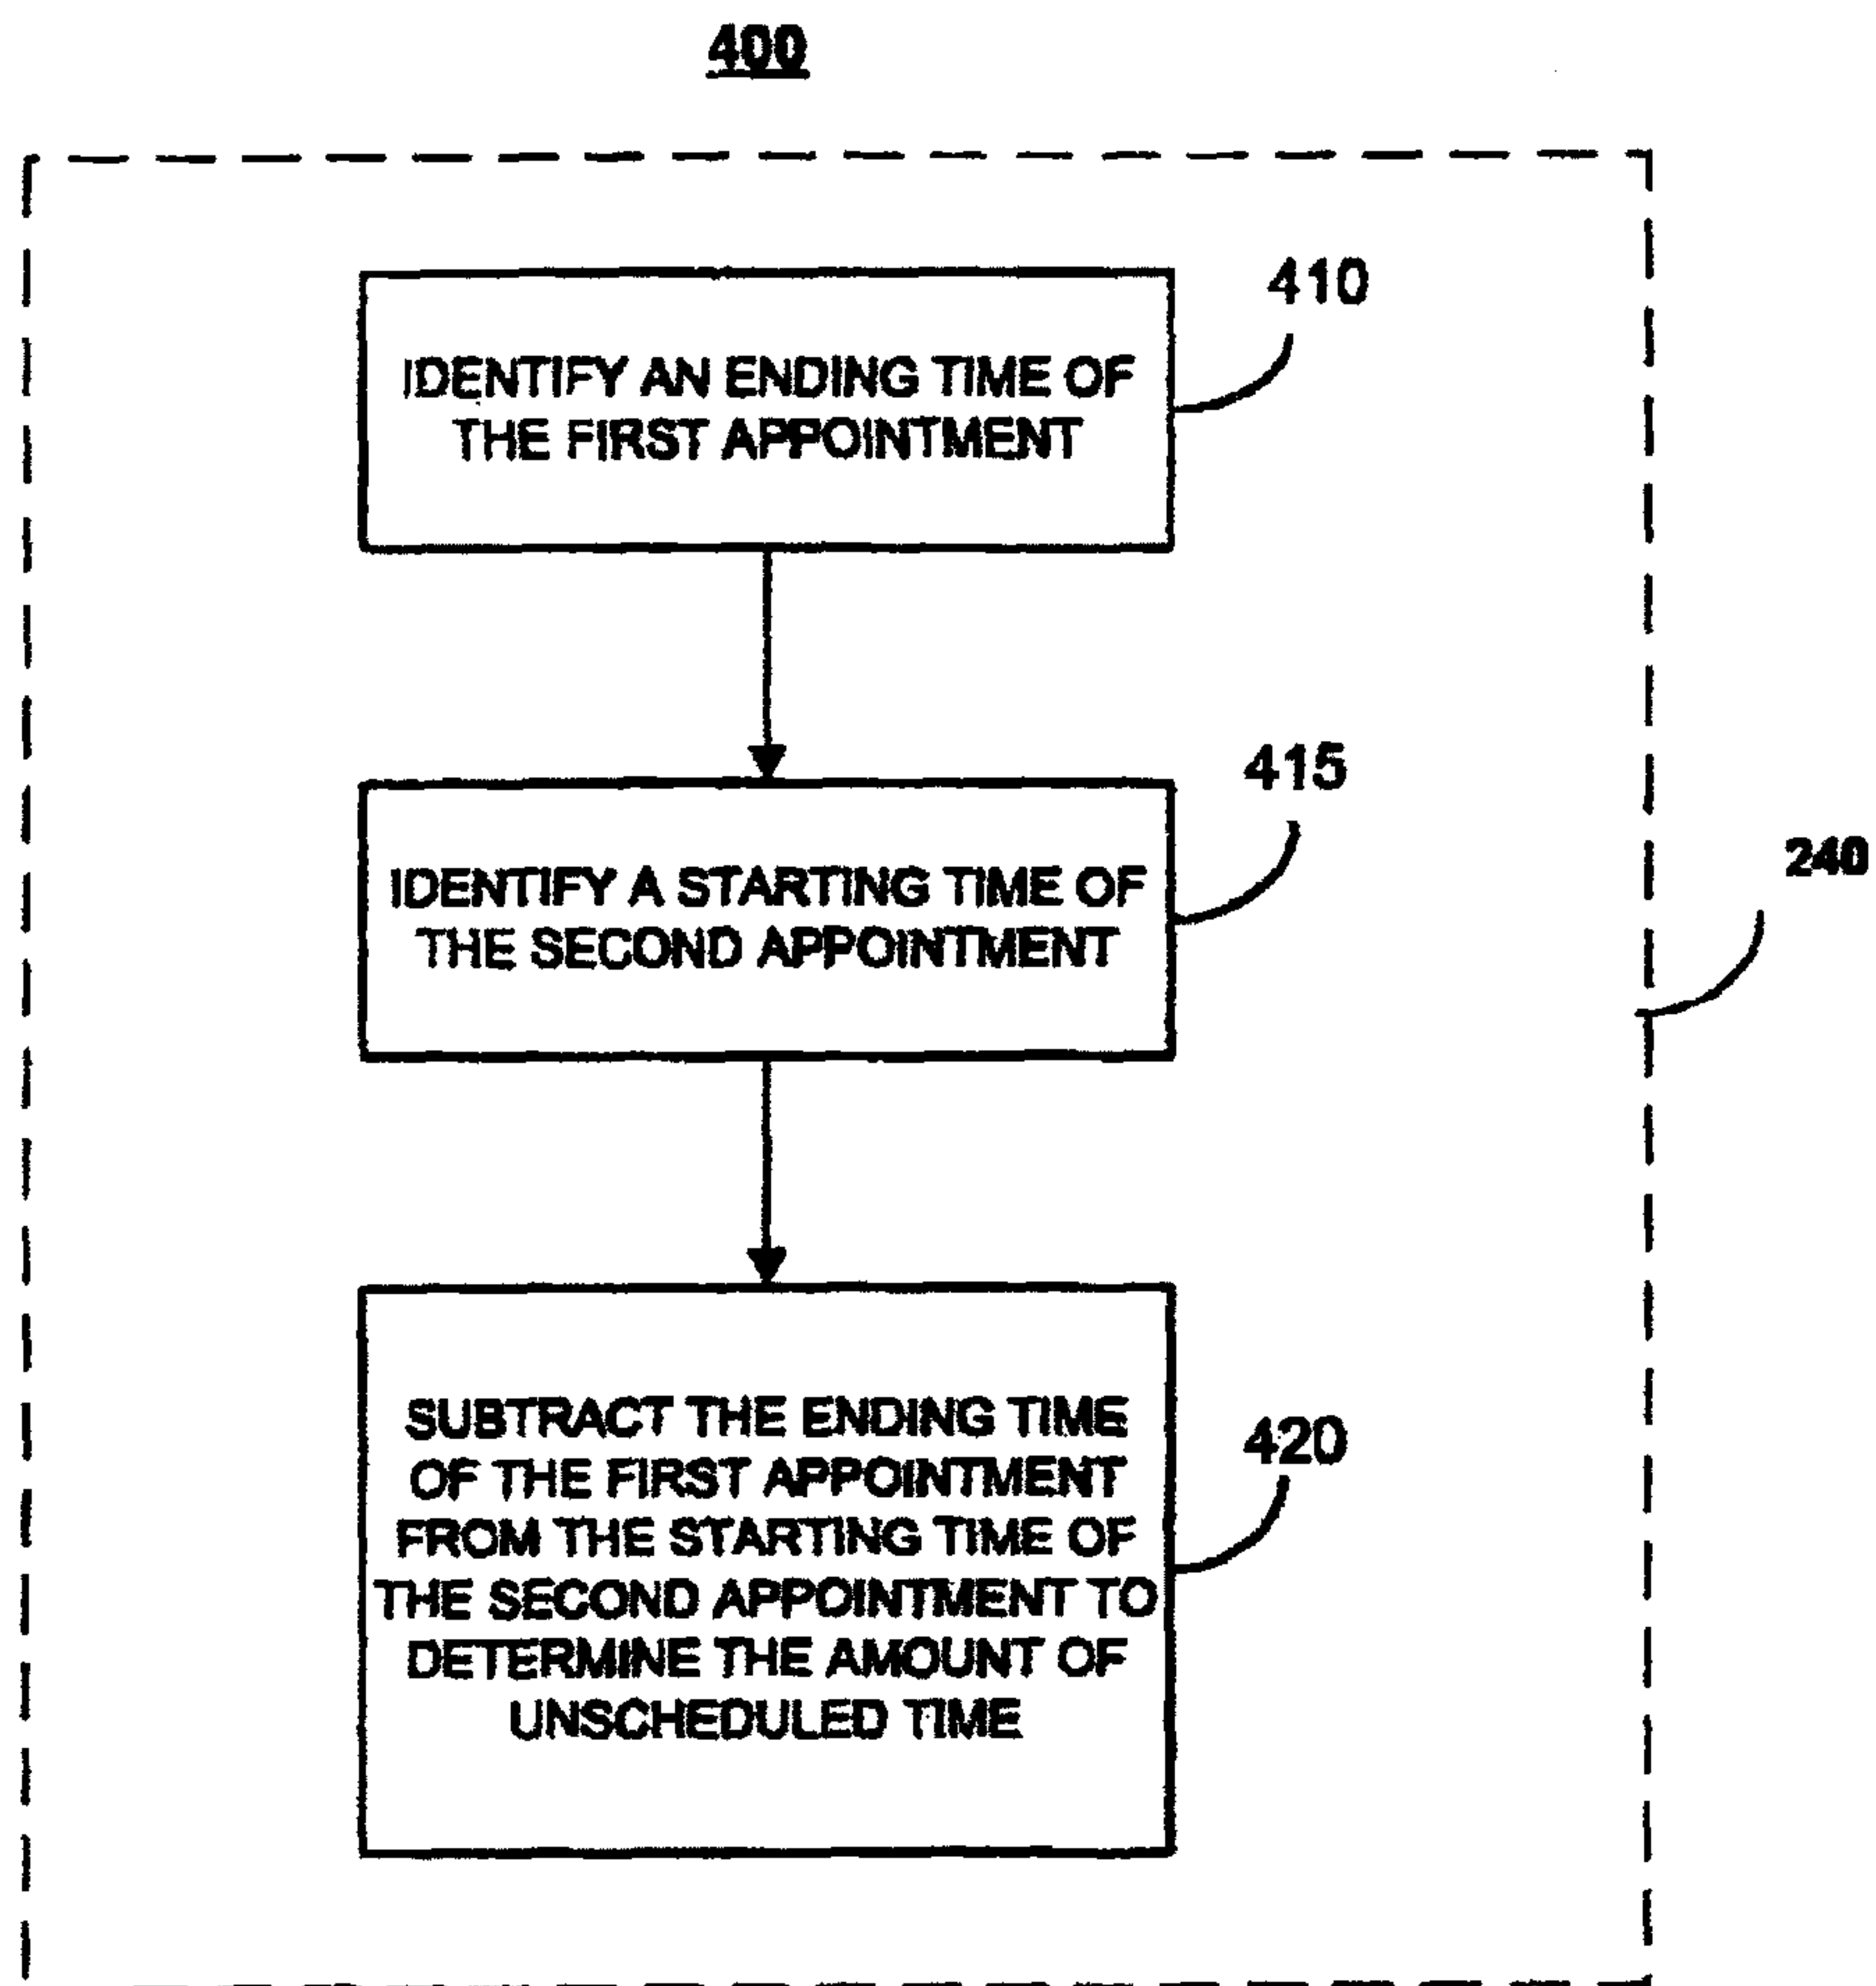 400
410
IDENTIFY AN ENDING TIME OF
THE FIRST APPOINTMENT
415
IDENTIFY A STARTING TIME OF
THE SECOND APPOINTMENT
240
SUBTRACT THE ENDING TIME
OF THE FIRST APPOINTMENT
FROM THE STARTING TIME OF
THE SECOND APPOINTMENT TO
DETERMINE THE AMOUNT OF
UNSCHEDULED TIME
420